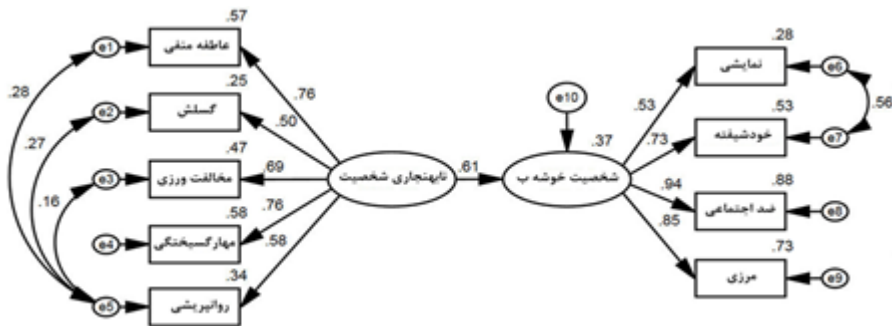 .57
e1
عاطفه منفی
.25
e2
گسلش
.47
e3
مخالفت ورزی
.58
e4
مهارگسیختگی
.34
e5
روانپریشی
.28
.27
.16
.76
.50
.69
.76
.58
نابهنجاری شخصیت
.61
e10
.37
شخصیت خوشه ب
.53
.73
.94
.85
.28
نمایشی
e6
.53
خودشیفته
e7
.56
.88
ضد اجتماعی
e8
.73
مرزی
e9